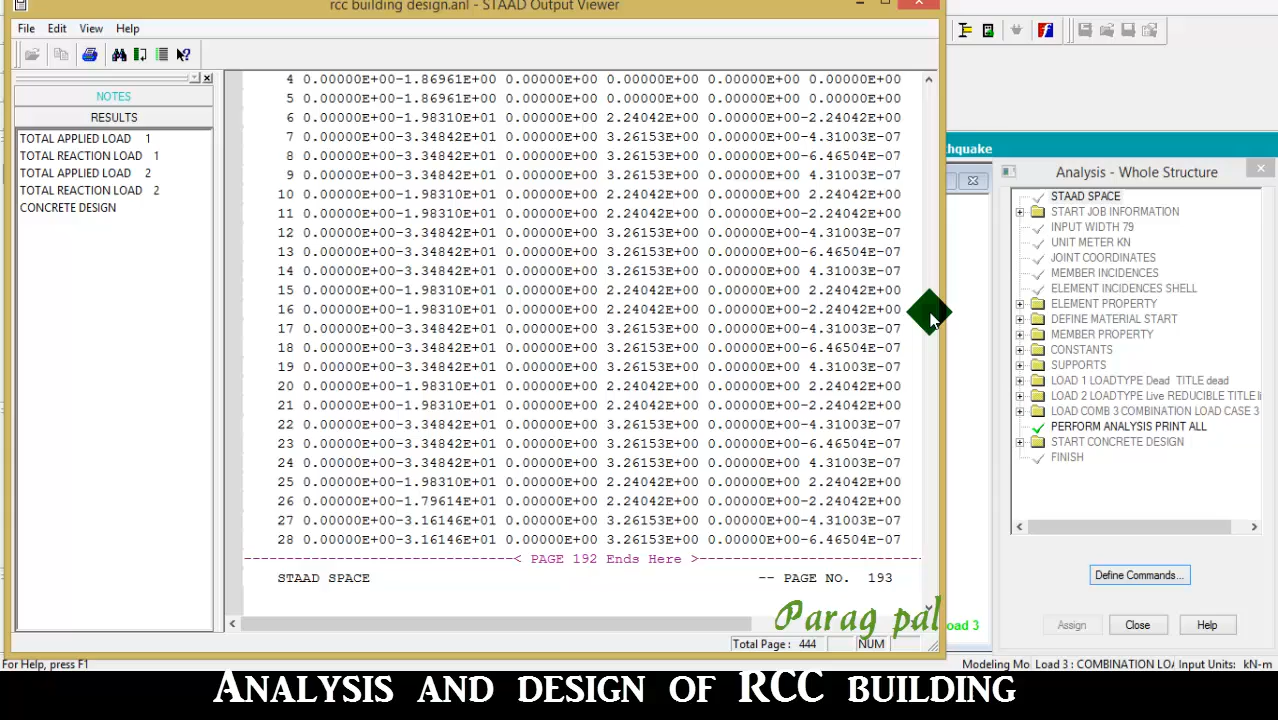 rcc building design.anl - STAAD Output Viewer
File Edit View Help
NOTES
RESULTS
TOTAL APPLIED LOAD 1
TOTAL REACTION LOAD 1
TOTAL APPLIED LOAD 2
TOTAL REACTION LOAD 2
CONCRETE DESIGN
4 0.00000E+00-1.86961E+00 0.00000E+00 0.00000E+00 0.00000E+00 0.00000E+00
5 0.00000E+00-1.86961E+00 0.00000E+00 0.00000E+00 0.00000E+00 0.00000E+00
6 0.00000E+00-1.98310E+01 0.00000E+00 2.24042E+00 0.00000E+00-2.24042E+00
7 0.00000E+00-3.34842E+01 0.00000E+00 3.26153E+00 0.00000E+00-4.31003E-07
8 0.00000E+00-3.34842E+01 0.00000E+00 3.26153E+00 0.00000E+00-6.46504E-07
9 0.00000E+00-3.34842E+01 0.00000E+00 3.26153E+00 0.00000E+00 4.31003E-07
10 0.00000E+00-1.98310E+01 0.00000E+00 2.24042E+00 0.00000E+00 2.24042E+00
11 0.00000E+00-1.98310E+01 0.00000E+00 2.24042E+00 0.00000E+00-2.24042E+00
12 0.00000E+00-3.34842E+01 0.00000E+00 3.26153E+00 0.00000E+00-4.31003E-07
13 0.00000E+00-3.34842E+01 0.00000E+00 3.26153E+00 0.00000E+00-6.46504E-07
14 0.00000E+00-3.34842E+01 0.00000E+00 3.26153E+00 0.00000E+00 4.31003E-07
15 0.00000E+00-1.98310E+01 0.00000E+00 2.24042E+00 0.00000E+00 2.24042E+00
16 0.00000E+00-1.98310E+01 0.00000E+00 2.24042E+00 0.00000E+00-2.24042E+00
17 0.00000E+00-3.34842E+01 0.00000E+00 3.26153E+00 0.00000E+00-4.31003E-07
18 0.00000E+00-3.34842E+01 0.00000E+00 3.26153E+00 0.00000E+00-6.46504E-07
19 0.00000E+00-3.34842E+01 0.00000E+00 3.26153E+00 0.00000E+00 4.31003E-07
20 0.00000E+00-1.98310E+01 0.00000E+00 2.24042E+00 0.00000E+00 2.24042E+00
21 0.00000E+00-1.98310E+01 0.00000E+00 2.24042E+00 0.00000E+00-2.24042E+00
22 0.00000E+00-3.34842E+01 0.00000E+00 3.26153E+00 0.00000E+00-4.31003E-07
23 0.00000E+00-3.34842E+01 0.00000E+00 3.26153E+00 0.00000E+00-6.46504E-07
24 0.00000E+00-3.34842E+01 0.00000E+00 3.26153E+00 0.00000E+00 4.31003E-07
25 0.00000E+00-1.98310E+01 0.00000E+00 2.24042E+00 0.00000E+00 2.24042E+00
26 0.00000E+00-1.79614E+01 0.00000E+00 2.24042E+00 0.00000E+00-2.24042E+00
27 0.00000E+00-3.16146E+01 0.00000E+00 3.26153E+00 0.00000E+00-4.31003E-07
28 0.00000E+00-3.16146E+01 0.00000E+00 3.26153E+00 0.00000E+00-6.46504E-07
< PAGE 192 Ends Here >
STAAD SPACE -- PAGE NO. 193
Parag pal
Total Page : 444 NUM
For Help, press F1
hquake
Analysis - Whole Structure
STAAD SPACE
START JOB INFORMATION
INPUT WIDTH 79
UNIT METER KN
JOINT COORDINATES
MEMBER INCIDENCES
ELEMENT INCIDENCES SHELL
ELEMENT PROPERTY
DEFINE MATERIAL START
MEMBER PROPERTY
CONSTANTS
SUPPORTS
LOAD 1 LOADTYPE Dead TITLE dead
LOAD 2 LOADTYPE Live REDUCIBLE TITLE li
LOAD COMB 3 COMBINATION LOAD CASE 3
PERFORM ANALYSIS PRINT ALL
START CONCRETE DESIGN
FINISH
Define Commands...
Assign Close Help
oad 3
Modeling Mo Load 3 : COMBINATION LOA Input Units: kN-m
ANALYSIS AND DESIGN OF RCC BUILDING